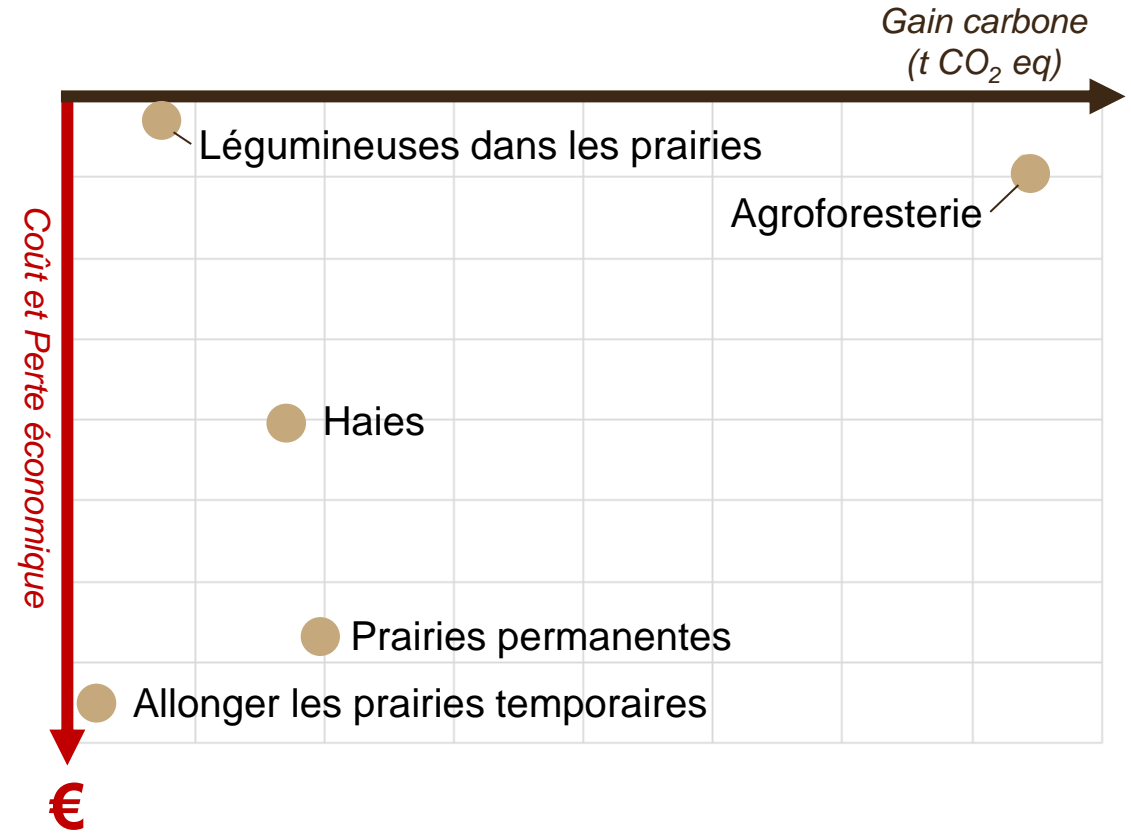 Gain carbone
(t CO₂ eq)
Légumineuses dans les prairies
Agroforesterie
Coût et Perte économique
Haies
Prairies permanentes
Allonger les prairies temporaires
€